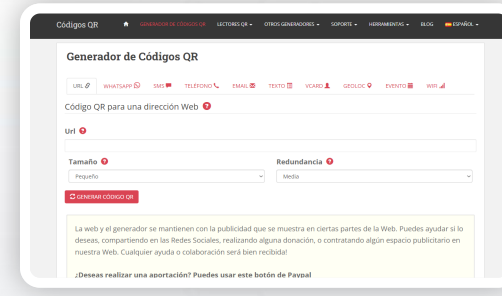 Códigos QR
GENERADOR DE CÓDIGOS QR
LECTORES QR
OTROS GENERADORES
SOPORTE
HERRAMIENTAS
BLOG
ESPAÑOL
Generador de Códigos QR
URL
WHATSAPP
SMS
TELÉFONO
EMAIL
TEXTO
VCARD
GEOLOC
EVENTO
WIFI
Código QR para una dirección Web ?
Url ?
Tamaño ?
Redundancia ?
Pequeño
Media
GENERAR CÓDIGO QR
La web y el generador se mantienen con la publicidad que se muestra en ciertas partes de la Web. Puedes ayudar si lo
deseas, compartiendo en las Redes Sociales, realizando alguna donación, o contratando algún espacio publicitario en
nuestra Web. Cualquier ayuda o colaboración será bien recibida!
¿Deseas realizar una aportación? Puedes usar este botón de Paypal